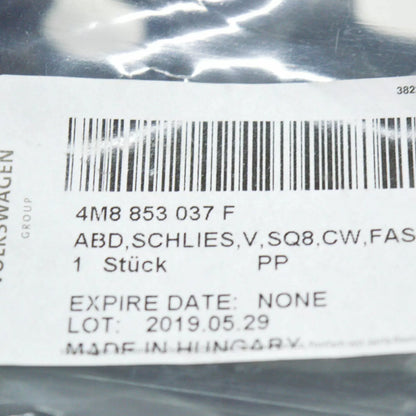 382
VOLKSWAGEN
GROUP
4M8 853 037 F
ABD,SCHLIES,V,SQ8,CW,FAS
1 Stück PP
EXPIRE DATE: NONE
LOT: 2019.05.29
MADE IN HUNGARY